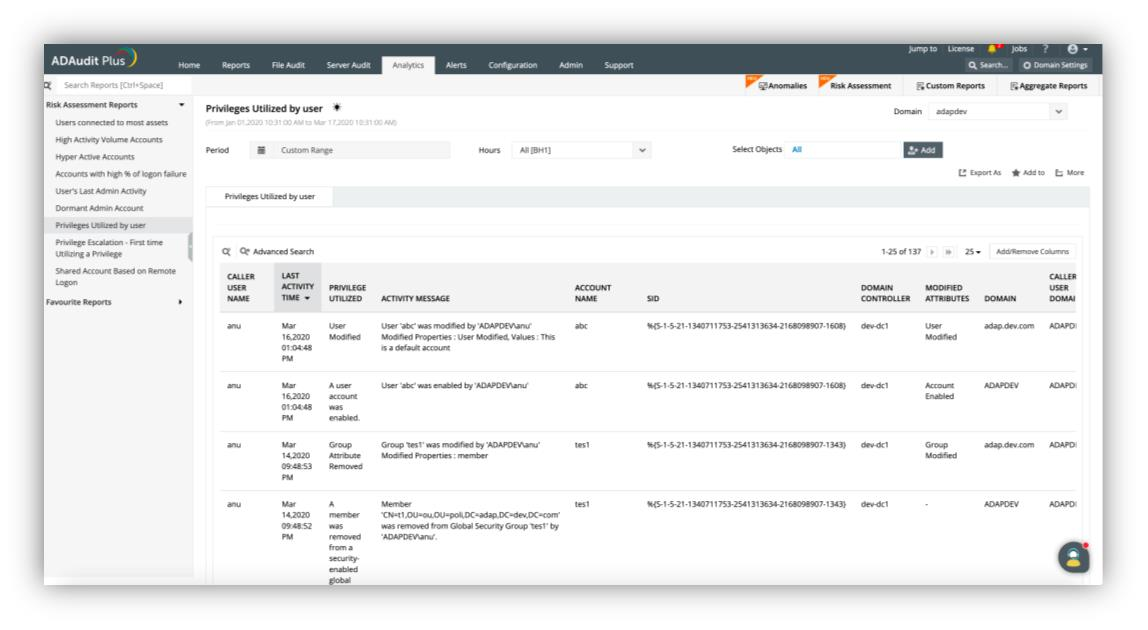 Jump to License 2 Jobs ?
ADAudit Plus
Home Reports File Audit Server Audit Analytics Alerts Configuration Admin Support Search... Domain Settings
Search Reports [Ctrl+Space]
NEW Anomalies NEW Risk Assessment Custom Reports Aggregate Reports
Risk Assessment Reports
Users connected to most assets
High Activity Volume Accounts
Hyper Active Accounts
Accounts with high % of logon failure
User's Last Admin Activity
Dormant Admin Account
Privileges Utilized by user
Privilege Escalation - First time
Utilizing a Privilege
Shared Account Based on Remote
Logon
Favourite Reports
Privileges Utilized by user
(From Jan 01,2020 10:31:00 AM to Mar 17,2020 10:31:00 AM)
Domain adapdev
Period Custom Range Hours All [BH1] Select Objects All Add
Export As Add to More
Privileges Utilized by user
Advanced Search 1-25 of 137 25 Add/Remove Columns
CALLER
USER
NAME
LAST
ACTIVITY
TIME
PRIVILEGE
UTILIZED
ACTIVITY MESSAGE
ACCOUNT
NAME
SID
DOMAIN
CONTROLLER
MODIFIED
ATTRIBUTES
DOMAIN
CALLER
USER
DOMAI
anu
Mar
16,2020
01:04:48
PM
User
Modified
User 'abc' was modified by 'ADAPDEV\anu'
Modified Properties : User Modified, Values : This
is a default account
abc
%{S-1-5-21-1340711753-2541313634-2168098907-1608}
dev-dc1
User
Modified
adap.dev.com
ADAPD
anu
Mar
16,2020
01:04:48
PM
A user
account
was
enabled.
User 'abc' was enabled by 'ADAPDEV\anu'
abc
%{S-1-5-21-1340711753-2541313634-2168098907-1608}
dev-dc1
Account
Enabled
ADAPDEV
ADAPD
anu
Mar
14,2020
09:48:53
PM
Group
Attribute
Removed
Group 'tes1' was modified by 'ADAPDEV\anu'
Modified Properties : member
tes1
%{S-1-5-21-1340711753-2541313634-2168098907-1343}
dev-dc1
Group
Modified
adap.dev.com
ADAPD
anu
Mar
14,2020
09:48:52
PM
A
member
was
removed
from a
security-
enabled
global
Member
'CN=t1,OU=ou,OU=poli,DC=adap,DC=dev,DC=com'
was removed from Global Security Group 'tes1' by
'ADAPDEV\anu'.
tes1
%{S-1-5-21-1340711753-2541313634-2168098907-1343}
dev-dc1
-
ADAPDEV
ADAPD